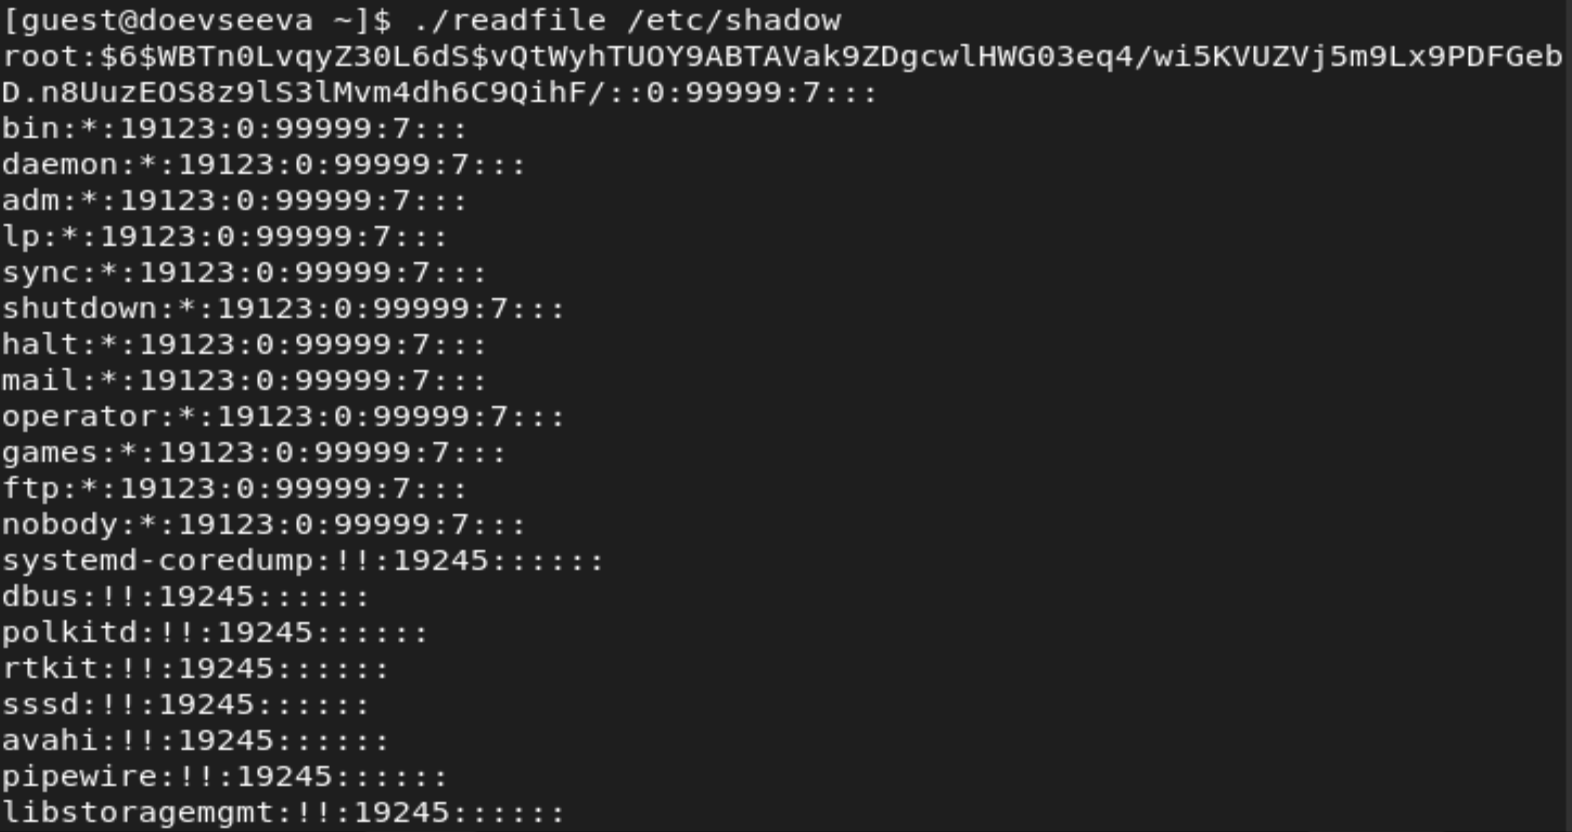 [guest@doevseeva ~]$ ./readfile /etc/shadow
root:$6$WBTn0LvqyZ30L6dS$vQtWyhTUOY9ABTAVak9ZDgcwlHWG03eq4/wi5KVUZVj5m9Lx9PDFGeb
D.n8UuzEOS8z9lS3lMvm4dh6C9QihF/::0:99999:7:::
bin:*:19123:0:99999:7:::
daemon:*:19123:0:99999:7:::
adm:*:19123:0:99999:7:::
lp:*:19123:0:99999:7:::
sync:*:19123:0:99999:7:::
shutdown:*:19123:0:99999:7:::
halt:*:19123:0:99999:7:::
mail:*:19123:0:99999:7:::
operator:*:19123:0:99999:7:::
games:*:19123:0:99999:7:::
ftp:*:19123:0:99999:7:::
nobody:*:19123:0:99999:7:::
systemd-coredump:!!:19245::::::
dbus:!!:19245::::::
polkitd:!!:19245::::::
rtkit:!!:19245::::::
sssd:!!:19245::::::
avahi:!!:19245::::::
pipewire:!!:19245::::::
libstoragemgmt:!!:19245::::::